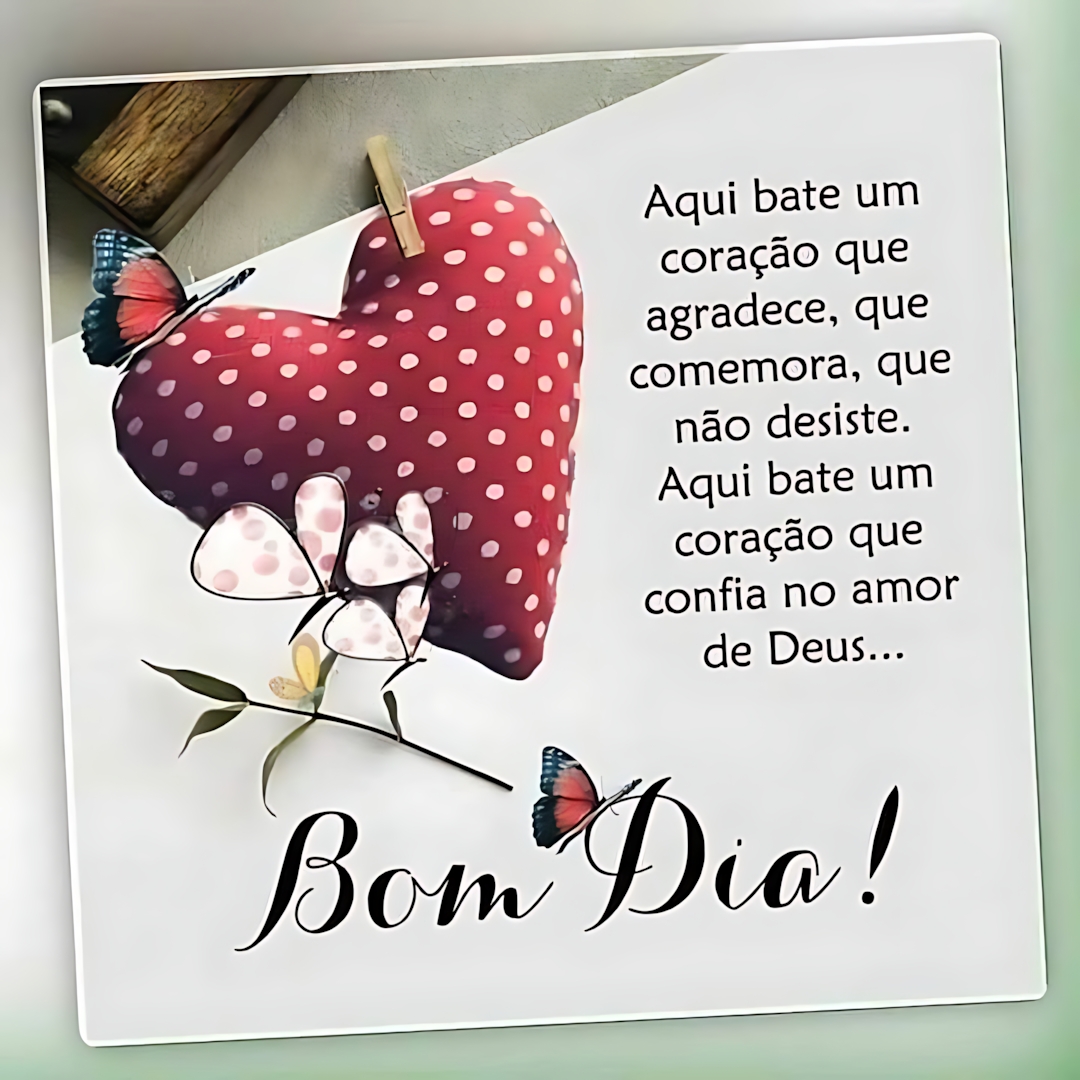 Aqui bate um
coração que
agradece, que
comemora, que
não desiste.
Aqui bate um
coração que
confia no amor
de Deus...
Bom Dia!